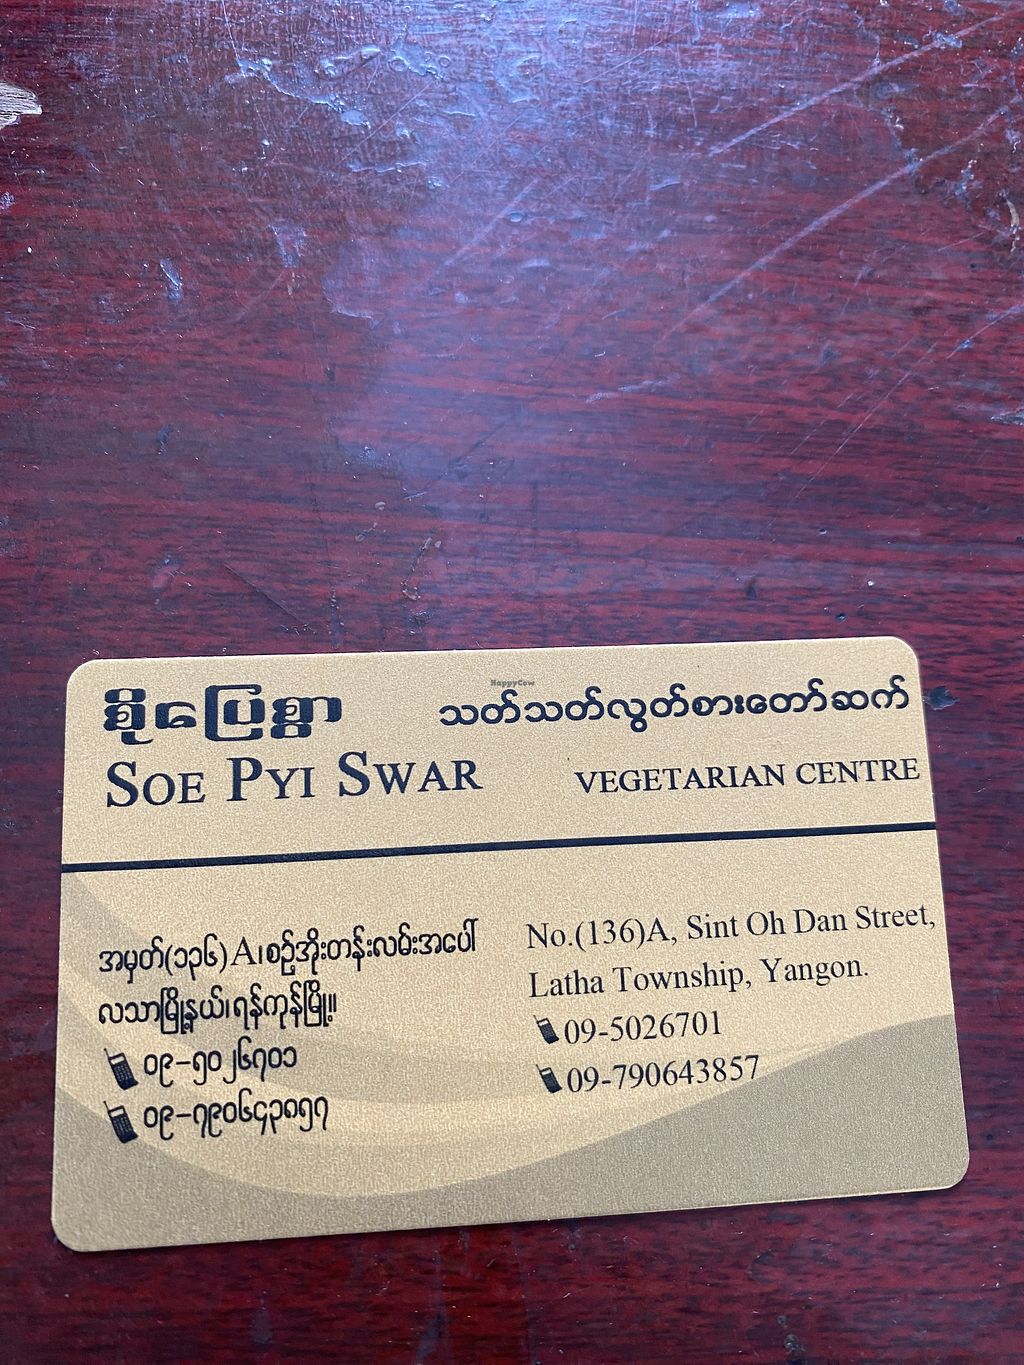 စိုးပြေစွာ
SOE PYI SWAR
သတ်သတ်လွတ်စားတော်ဆက်
VEGETARIAN CENTRE
HappyCow
အမှတ်(၁၃၆)A၊စဉ့်အိုးတန်းလမ်းအပေါ်
လသာမြို့နယ်၊ရန်ကုန်မြို့။
၀၉-၅၀၂၆၇၀၁
၀၉-၇၉၀၆၄၃၈၅၇
No.(136)A, Sint Oh Dan Street,
Latha Township, Yangon.
09-5026701
09-790643857